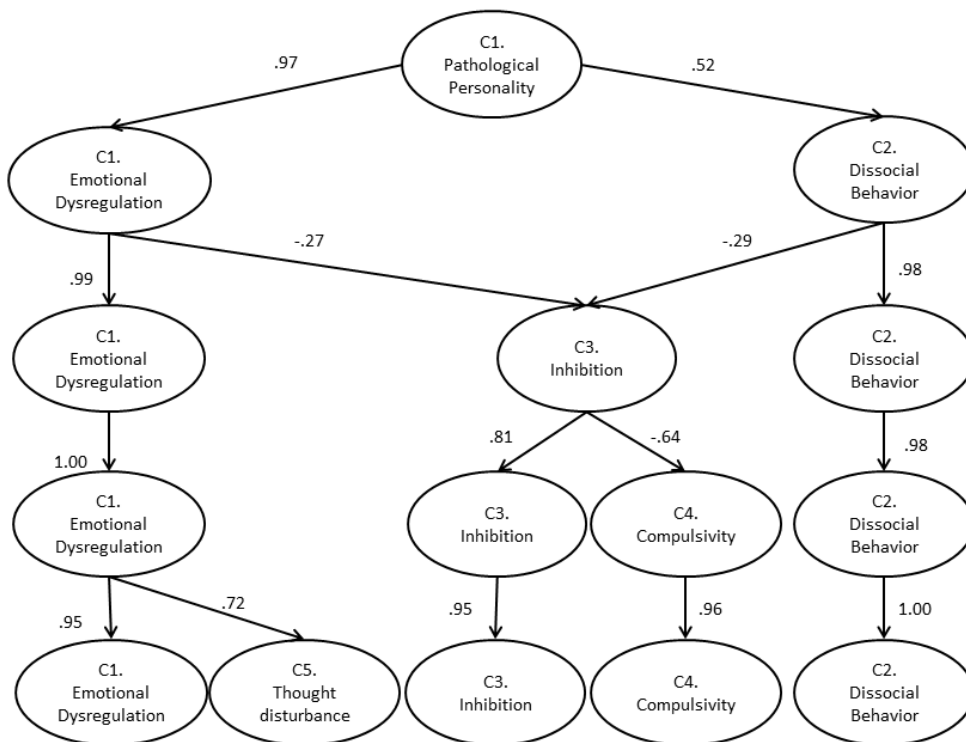 C1.
Pathological
Personality
.97
.52
C1.
Emotional
Dysregulation
C2.
Dissocial
Behavior
-.27
-.29
.99
.98
C1.
Emotional
Dysregulation
C3.
Inhibition
C2.
Dissocial
Behavior
.81
-.64
1.00
.98
C1.
Emotional
Dysregulation
C3.
Inhibition
C4.
Compulsivity
C2.
Dissocial
Behavior
.95
.72
.95
.96
1.00
C1.
Emotional
Dysregulation
C5.
Thought
disturbance
C3.
Inhibition
C4.
Compulsivity
C2.
Dissocial
Behavior